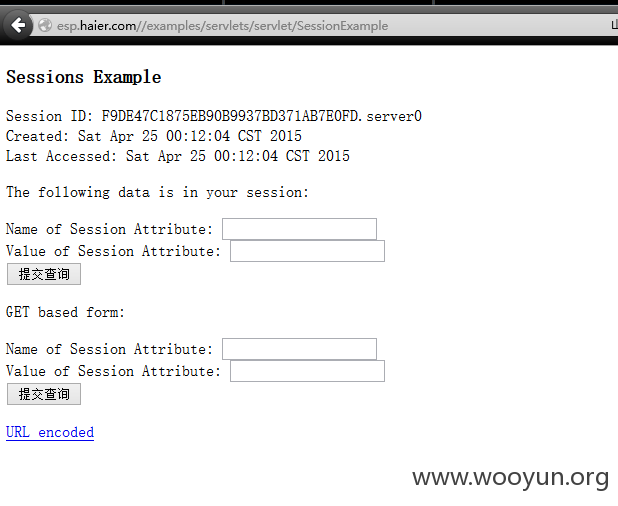 esp.haier.com//examples/servlets/servlet/SessionExample
Sessions Example
Session ID: F9DE47C1875EB90B9937BD371AB7E0FD.server0
Created: Sat Apr 25 00:12:04 CST 2015
Last Accessed: Sat Apr 25 00:12:04 CST 2015
The following data is in your session:
Name of Session Attribute:
Value of Session Attribute:
提交查询
GET based form:
Name of Session Attribute:
Value of Session Attribute:
提交查询
URL encoded
www.wooyun.org